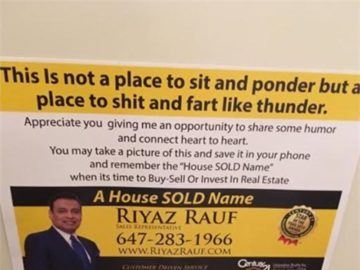 This Is not a place to sit and ponder but a
place to shit and fart like thunder.
Appreciate you giving me an opportunity to share some humor
and connect heart to heart.
You may take a picture of this and save it in your phone
and remember the "House SOLD Name"
when its time to Buy-Sell Or Invest In Real Estate
A House SOLD Name
RIYAZ RAUF
SALES REPRESENTATIVE
647-283-1966
WWW.RIYAZRAUF.COM
CUSTOMER DRIVEN SERVICE
Century 21